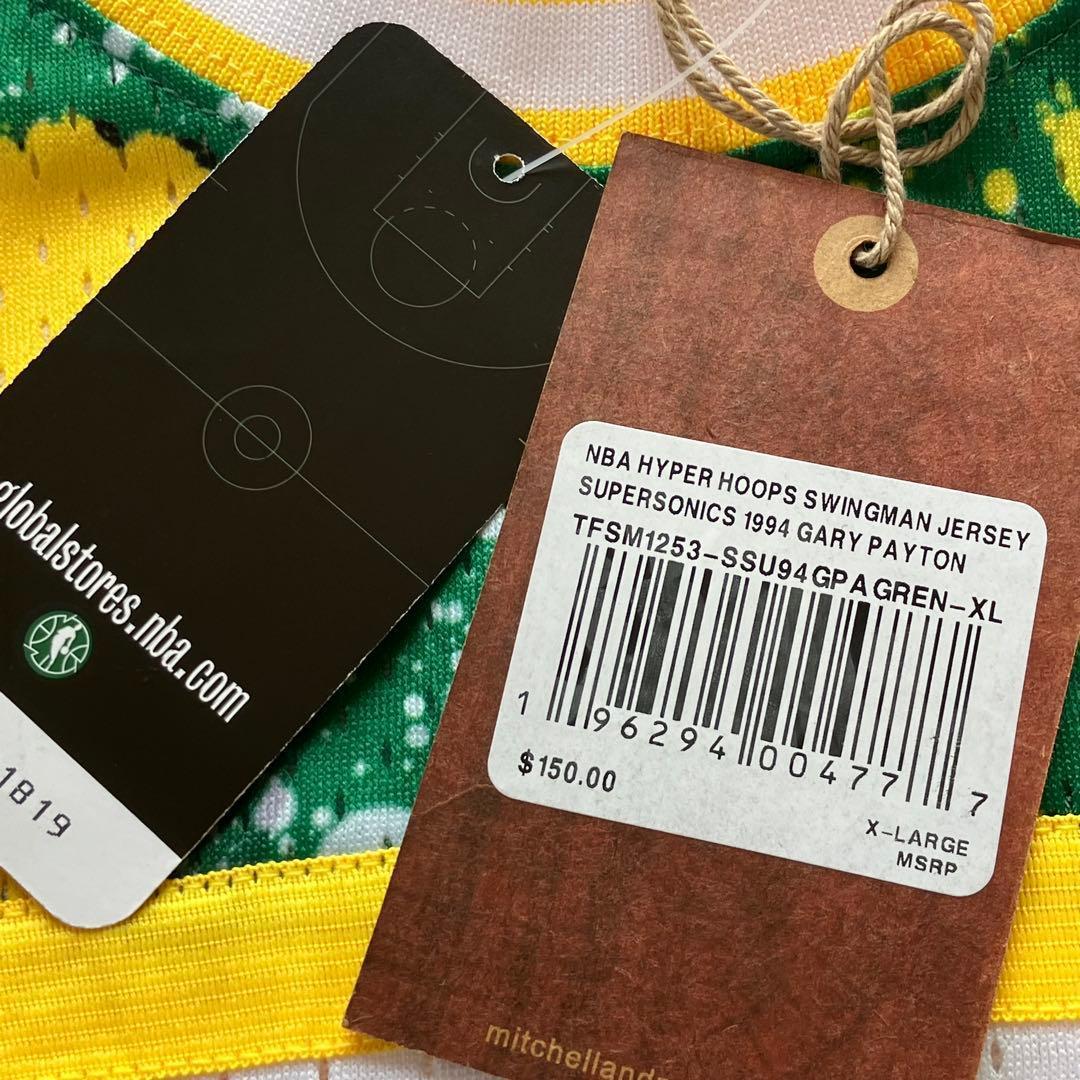 globalstores.nba.com
1819
NBA HYPER HOOPS SWINGMAN JERSEY
SUPERSONICS 1994 GARY PAYTON
TFSM1253-SSU94GPAGREN-XL
1 96294 00477 7
$150.00
X-LARGE
MSRP
mitchelland